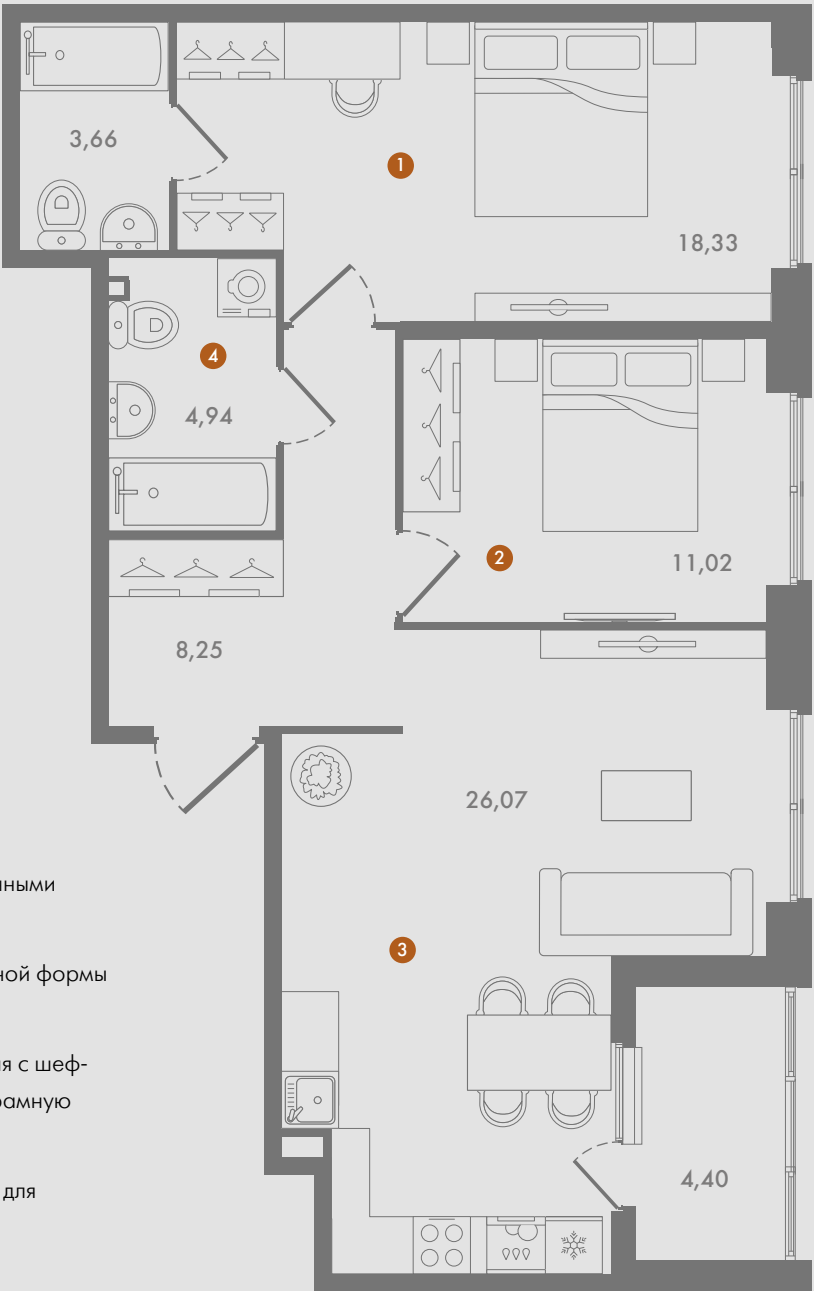 3,66
1
18,33
4
4,94
2
11,02
8,25
26,07
нными
3
ной формы
я с шеф-
рамную
4,40
для